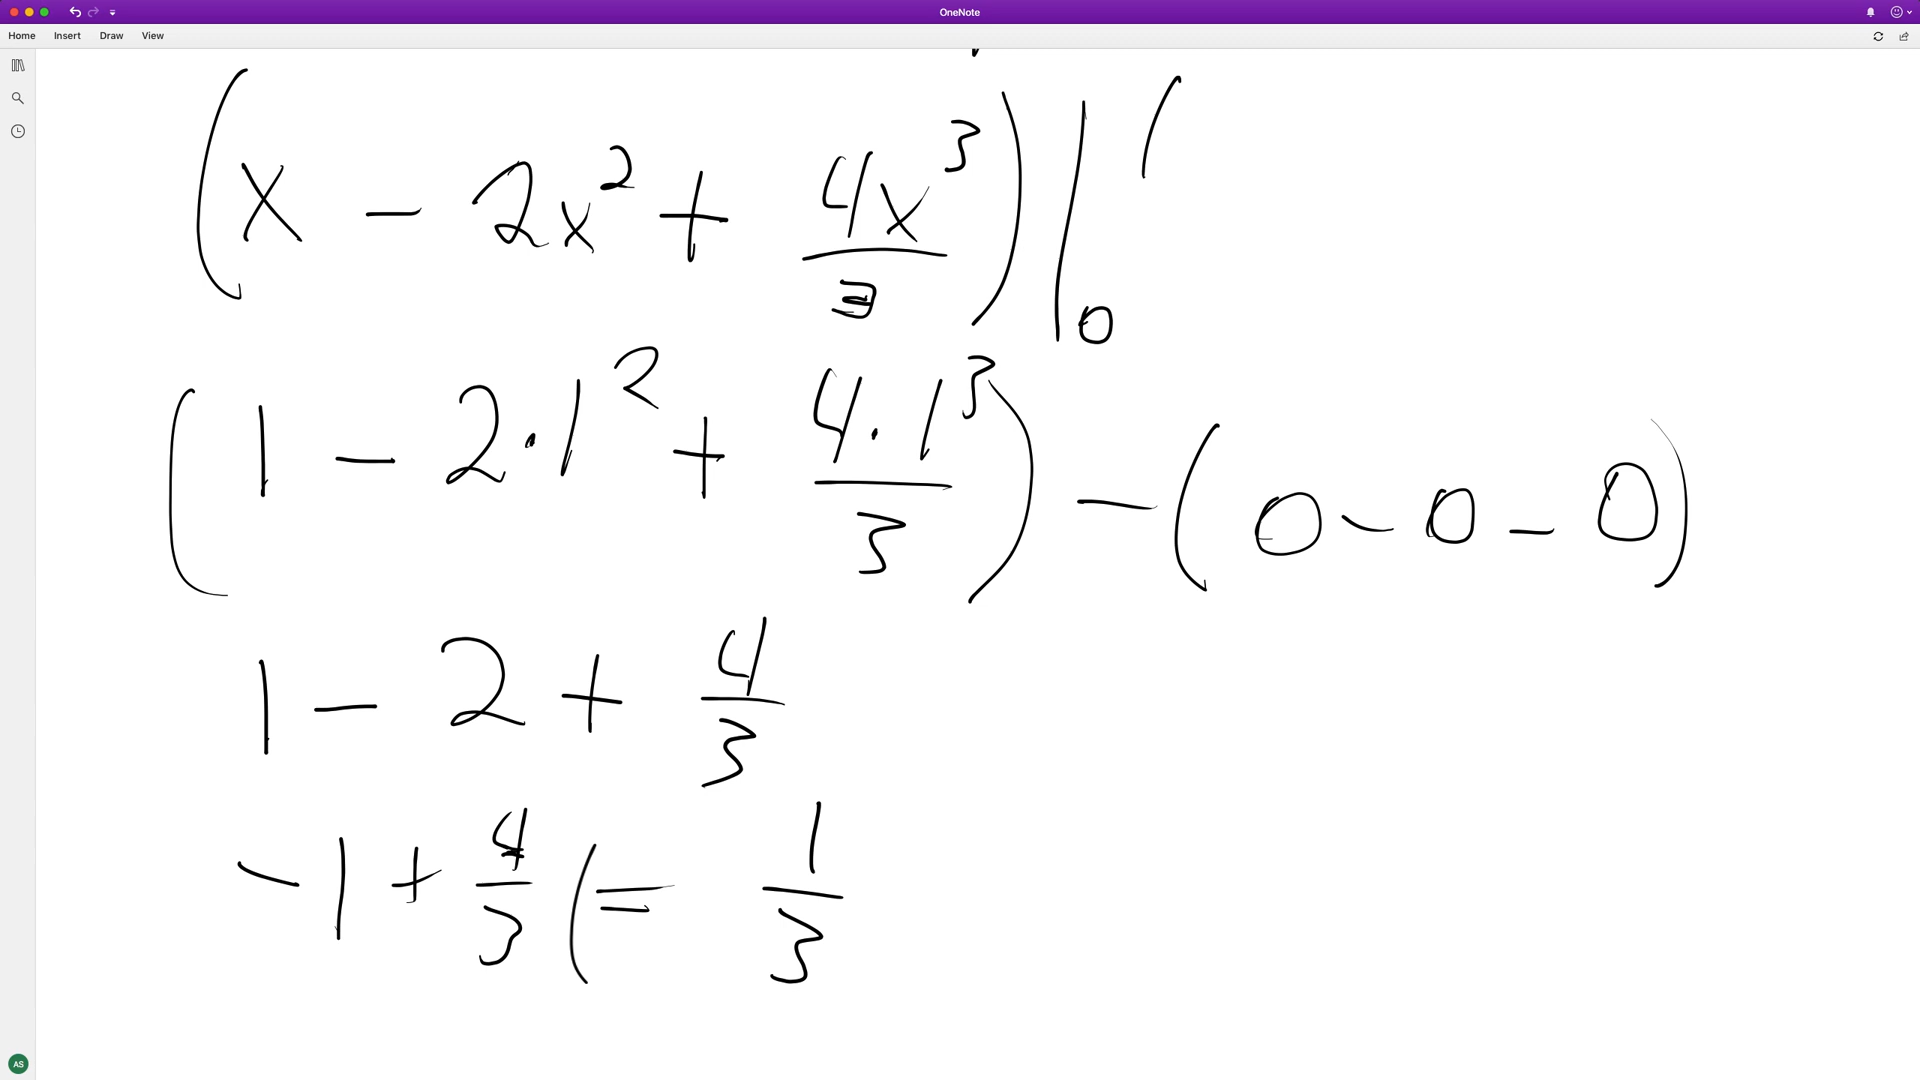 OneNote
Home Insert Draw View
(x - 2x² + 4x³/3) |₀¹
(1 - 2·1² + 4·1³/3) - (0 - 0 - 0)
1 - 2 + 4/3
-1 + 4/3 (= 1/3
AS